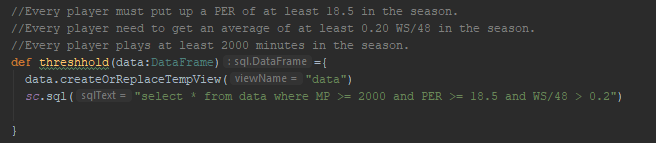 //Every player must put up a PER of at least 18.5 in the season.
//Every player need to get an average of at least 0.20 WS/48 in the season.
//Every player plays at least 2000 minutes in the season.
def threshhold(data:DataFrame) : sql.DataFrame ={
data.createOrReplaceTempView( viewName = "data")
sc.sql( sqlText = "select * from data where MP >= 2000 and PER >= 18.5 and WS/48 > 0.2")
}